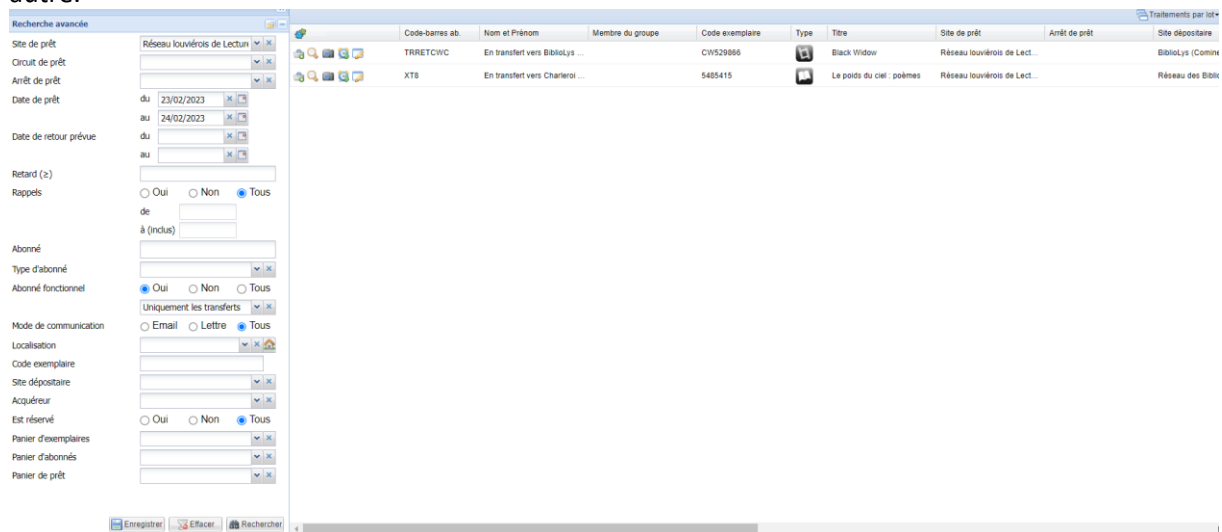 autre.
Traitements par lot
Recherche avancée
Code-barres ab. Nom et Prénom Membre du groupe Code exemplaire Type Titre Site de prêt Arrêt de prêt Site dépositaire
TRRETCWC En transfert vers BiblioLys ... CW529866 Black Widow Réseau louviérois de Lect... BiblioLys (Comine
XT8 En transfert vers Charleroi ... 5485415 Le poids du ciel : poèmes Réseau louviérois de Lect... Réseau des Biblio
Site de prêt Réseau louviérois de Lecture
Circuit de prêt
Arrêt de prêt
Date de prêt du 23/02/2023
au 24/02/2023
Date de retour prévue du
au
Retard (≥)
Rappels Oui Non Tous
de
à (inclus)
Abonné
Type d'abonné
Abonné fonctionnel Oui Non Tous
Uniquement les transferts
Mode de communication Email Lettre Tous
Localisation
Code exemplaire
Site dépositaire
Acquéreur
Est réservé Oui Non Tous
Panier d'exemplaires
Panier d'abonnés
Panier de prêt
Enregistrer Effacer Rechercher